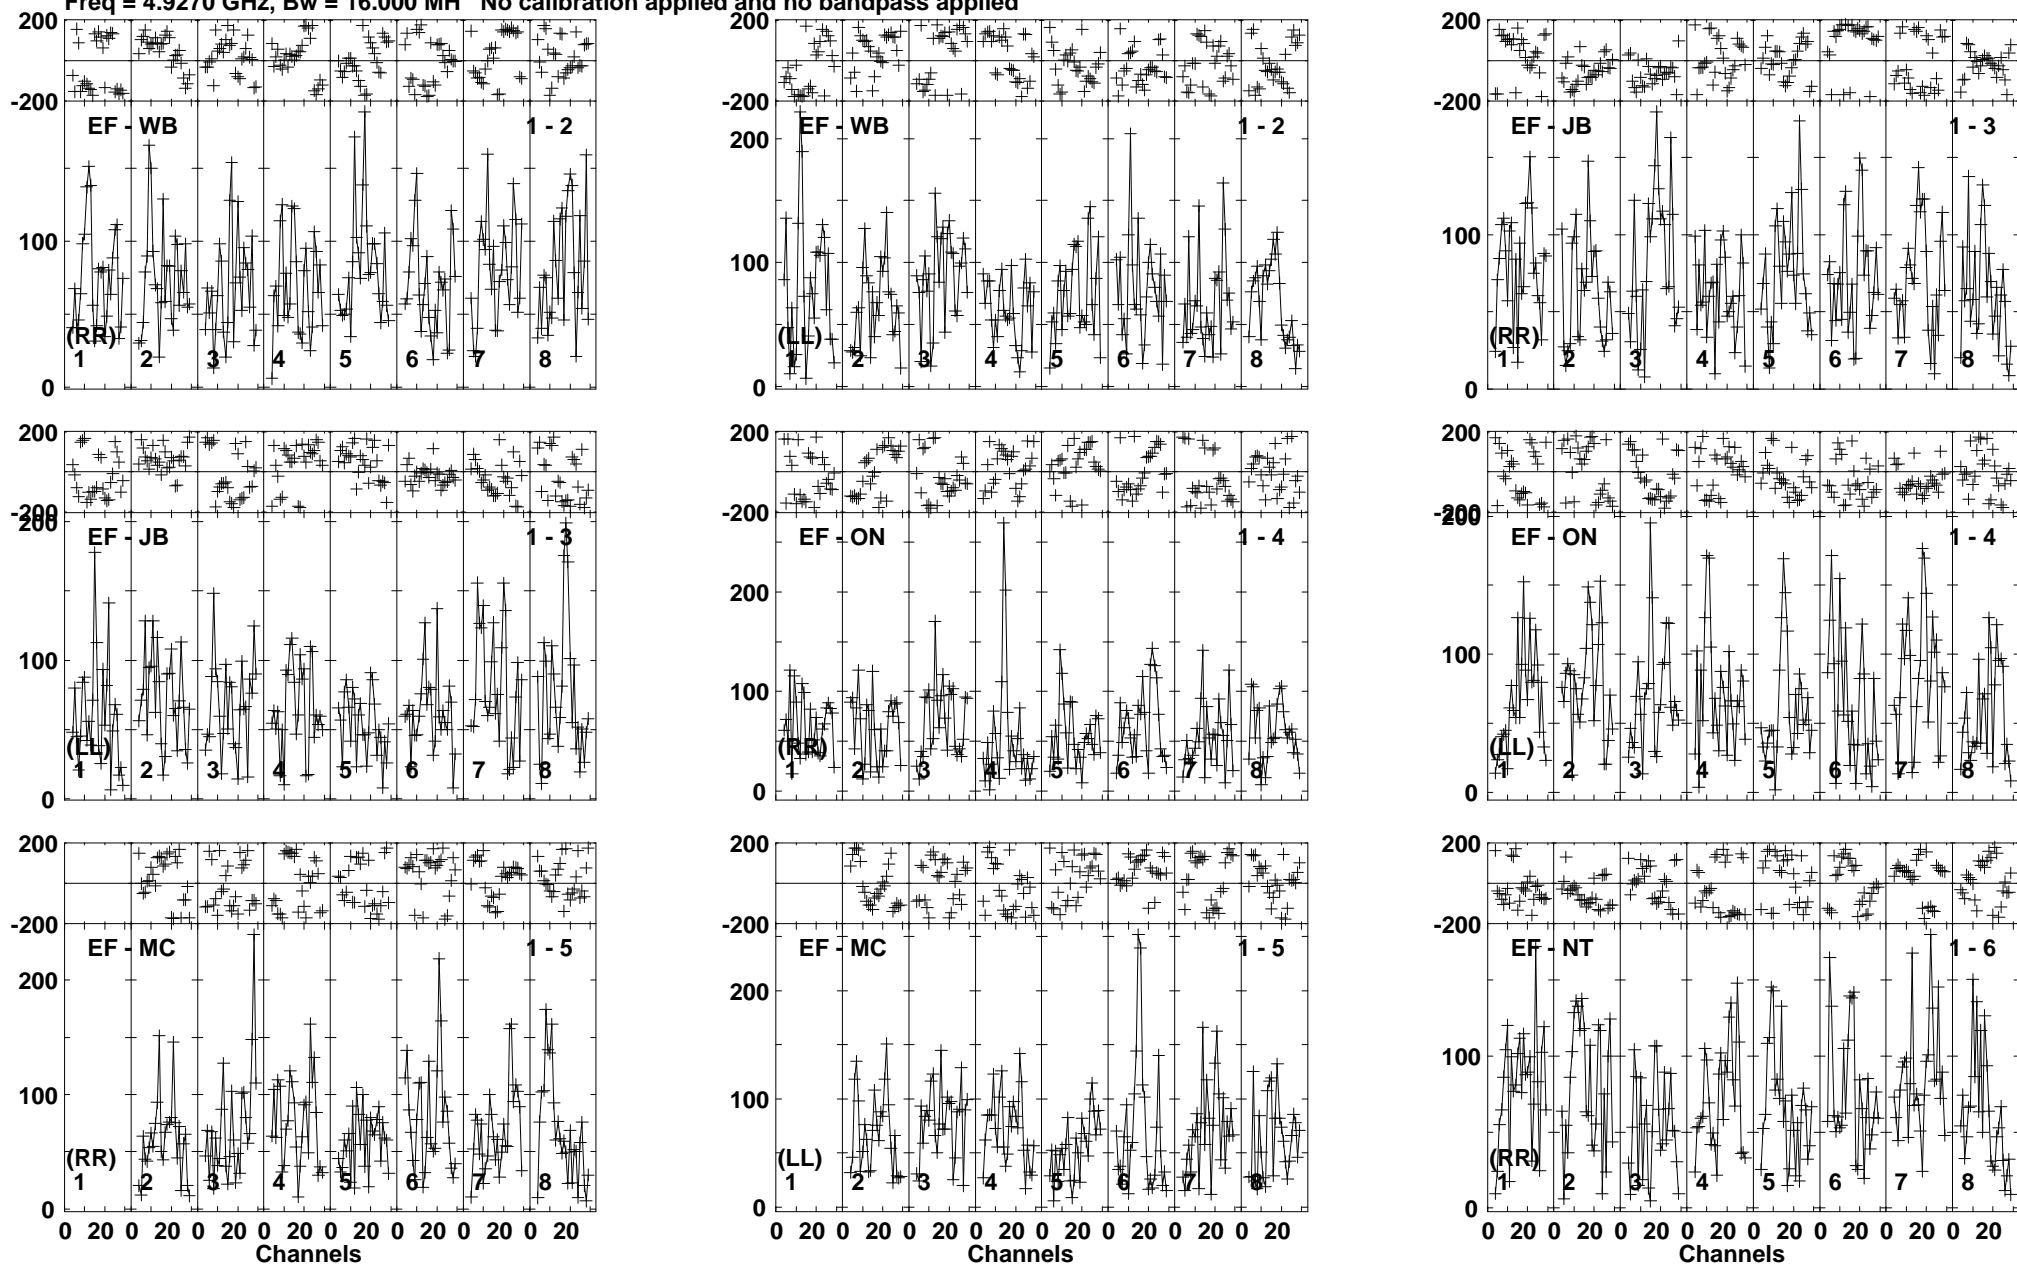 Freq = 4.9270 GHz, Bw = 16.000 MH No calibration applied and no bandpass applied
200
-200
EF - WB 1 - 2
100
0
(RR)
1 2 3 4 5 6 7 8
EF - WB 1 - 2
200
100
0
(LL)
1 2 3 4 5 6 7 8
200
-200
EF - JB 1 - 3
100
0
(RR)
1 2 3 4 5 6 7 8
200
-200
200
EF - JB 1 - 3
100
0
(LL)
1 2 3 4 5 6 7 8
200
-200
EF - ON 1 - 4
200
100
0
(RR)
1 2 3 4 5 6 7 8
200
-200
200
EF - ON 1 - 4
100
0
(LL)
1 2 3 4 5 6 7 8
200
-200
EF - MC 1 - 5
200
100
0
(RR)
1 2 3 4 5 6 7 8
0 20 0 20 0 20 0 20 0 20 0 20 0 20 0 20
Channels
200
-200
EF - MC 1 - 5
200
100
0
(LL)
1 2 3 4 5 6 7 8
0 20 0 20 0 20 0 20 0 20 0 20 0 20 0 20
Channels
200
-200
EF - NT 1 - 6
100
0
(RR)
1 2 3 4 5 6 7 8
0 20 0 20 0 20 0 20 0 20 0 20 0 20 0 20
Channels